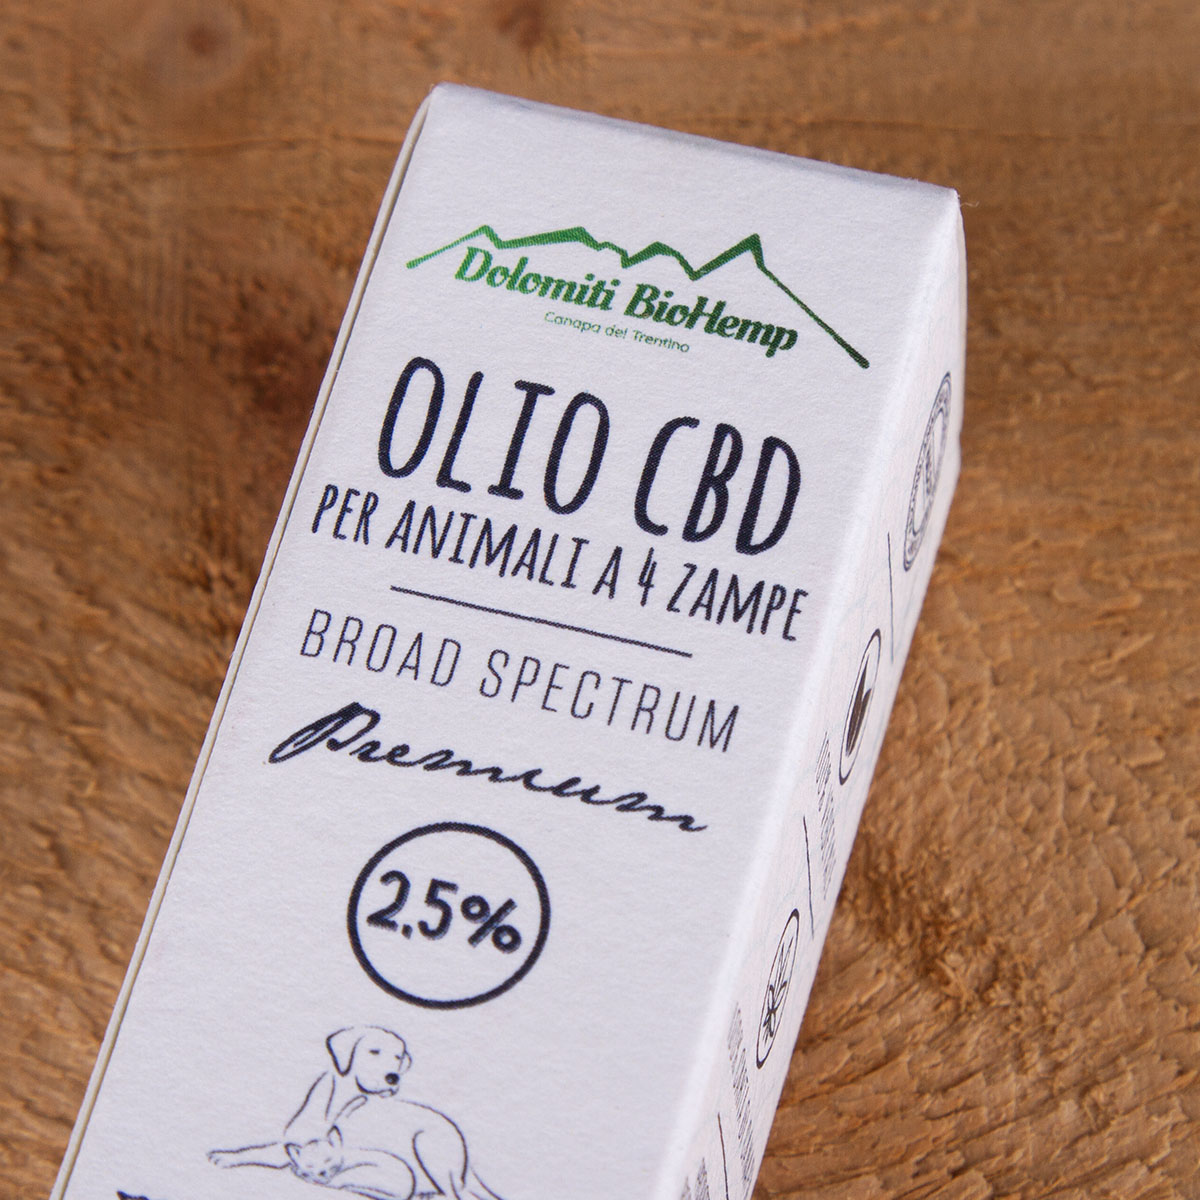 Dolomiti BioHemp
Canapa del Trentino
OLIO CBD
PER ANIMALI A 4 ZAMPE
BROAD SPECTRUM
Premium
2,5%